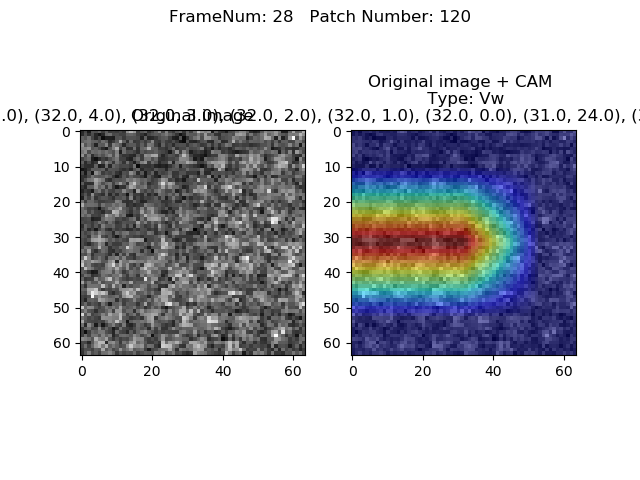 FrameNum: 28   Patch Number: 120
Original image + CAM
Type: Vw
.0), (32.0, 4.0), (32.0, 3.0), (32.0, 2.0), (32.0, 1.0), (32.0, 0.0), (31.0, 24.0), (3
Original image
0
10
20
30
40
50
60
0 20 40 60
0
10
20
30
40
50
60
0 20 40 60